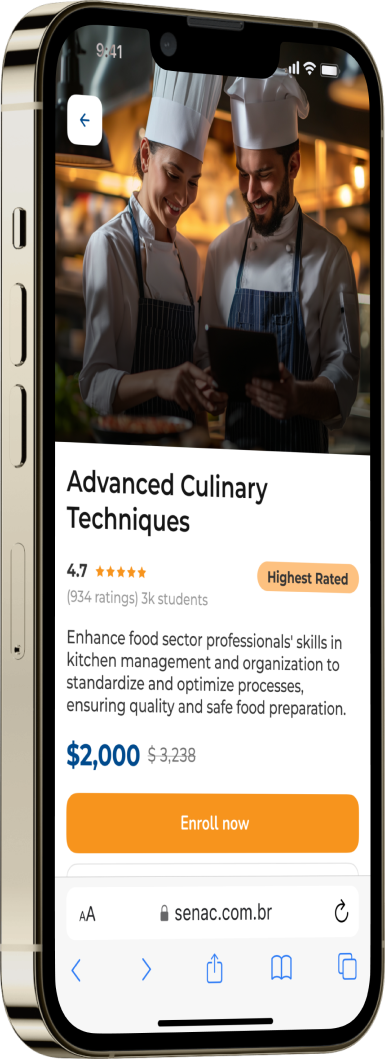 9:41
Advanced Culinary
Techniques
4.7
Highest Rated
(934 ratings) 3k students
Enhance food sector professionals' skills in
kitchen management and organization to
standardize and optimize processes,
ensuring quality and safe food preparation.
$2,000 $ 3,238
Enroll now
AA senac.com.br